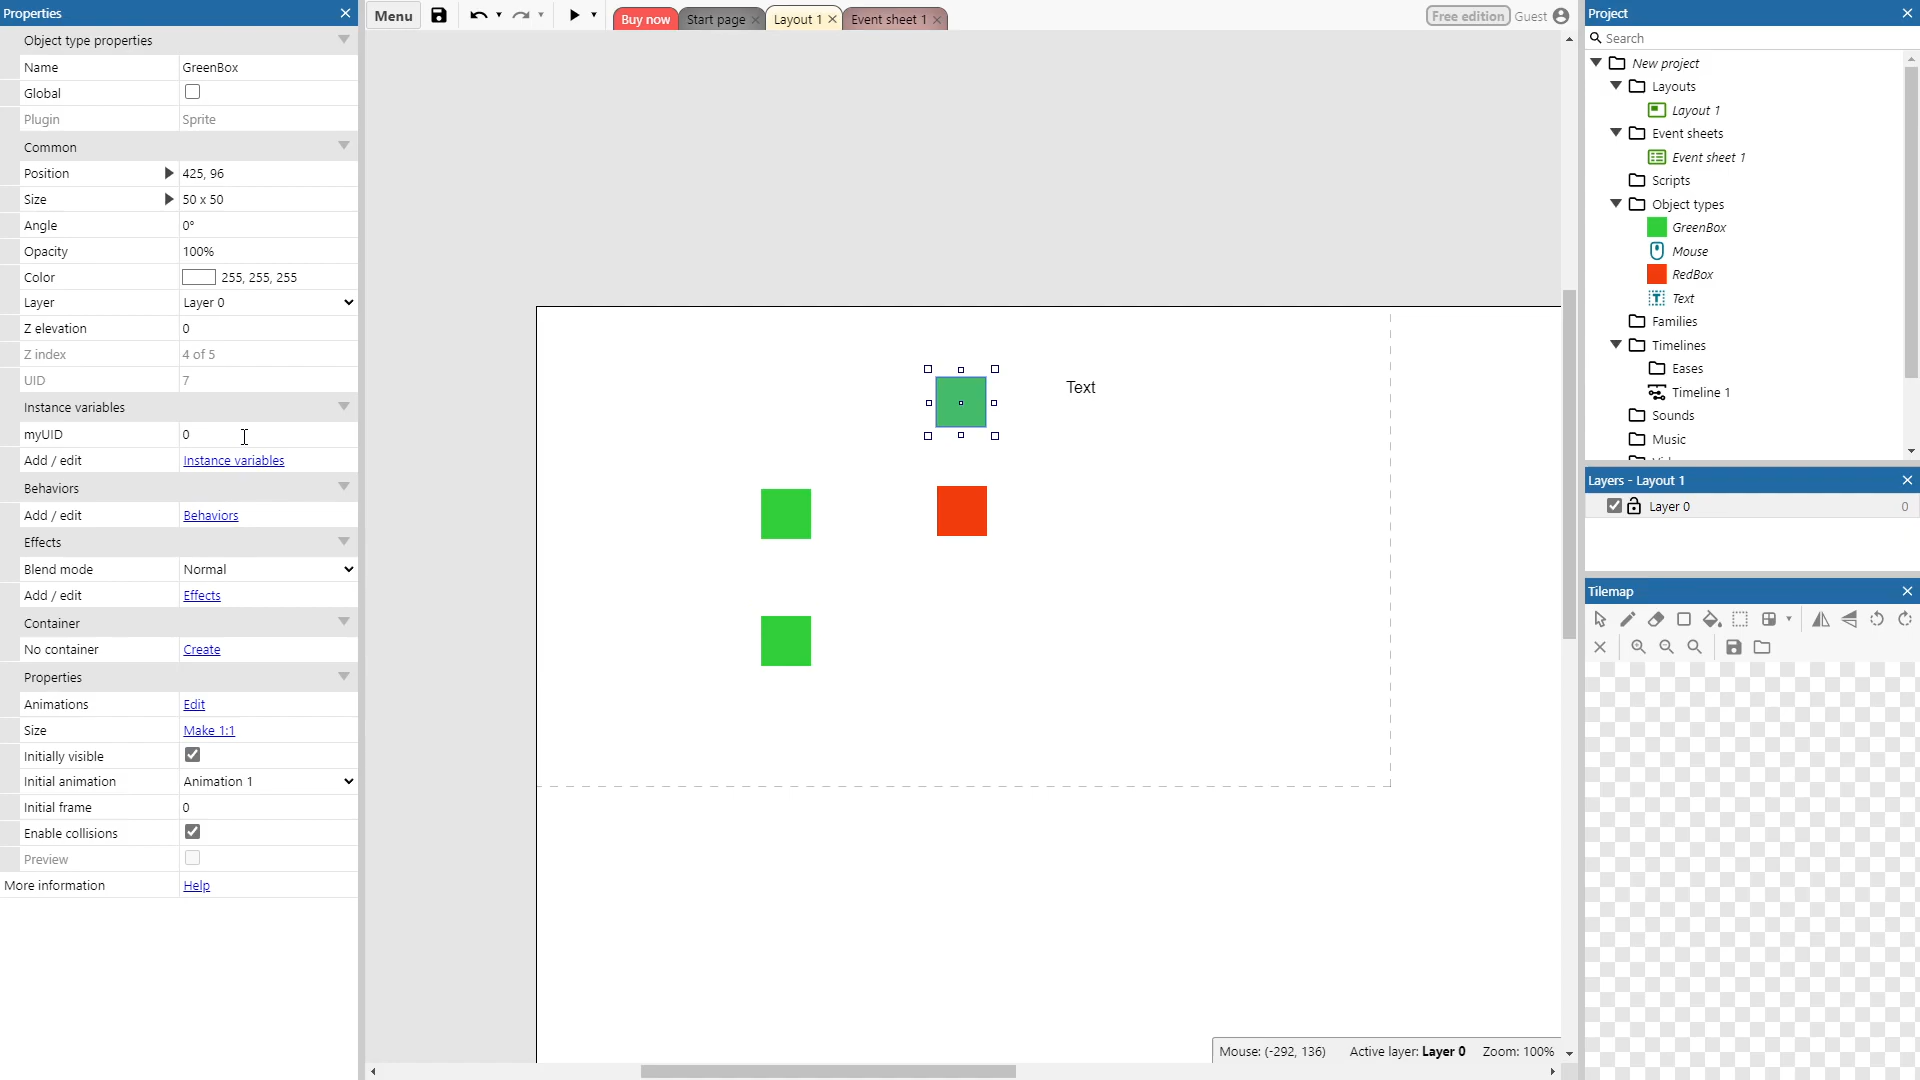 Properties
Object type properties
Name GreenBox
Global
Plugin Sprite
Common
Position 425, 96
Size 50 x 50
Angle 0°
Opacity 100%
Color 255, 255, 255
Layer Layer 0
Z elevation 0
Z index 4 of 5
UID 7
Instance variables
myUID 0
Add / edit Instance variables
Behaviors
Add / edit Behaviors
Effects
Blend mode Normal
Add / edit Effects
Container
No container Create
Properties
Animations Edit
Size Make 1:1
Initially visible
Initial animation Animation 1
Initial frame 0
Enable collisions
Preview
More information Help
Menu Buy now Start page Layout 1 Event sheet 1 Free edition Guest
Text
Mouse: (-292, 136) Active layer: Layer 0 Zoom: 100%
Project
Search
New project
Layouts
Layout 1
Event sheets
Event sheet 1
Scripts
Object types
GreenBox
Mouse
RedBox
Text
Families
Timelines
Eases
Timeline 1
Sounds
Music
Layers - Layout 1
Layer 0 0
Tilemap